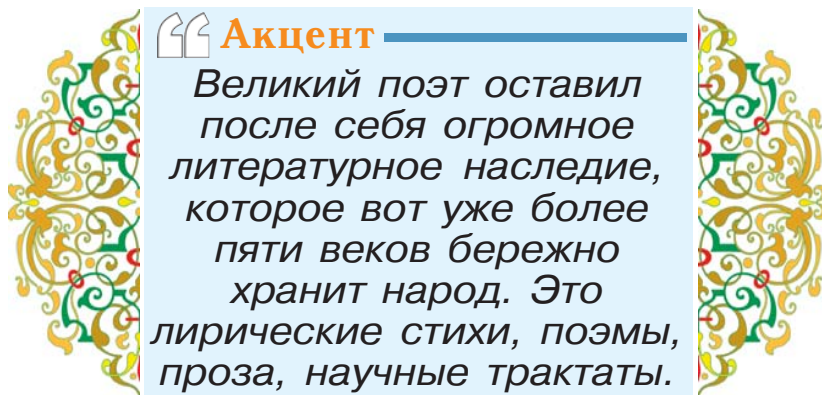 Акцент
Великий поэт оставил
после себя огромное
литературное наследие,
которое вот уже более
пяти веков бережно
хранит народ. Это
лирические стихи, поэмы,
проза, научные трактаты.